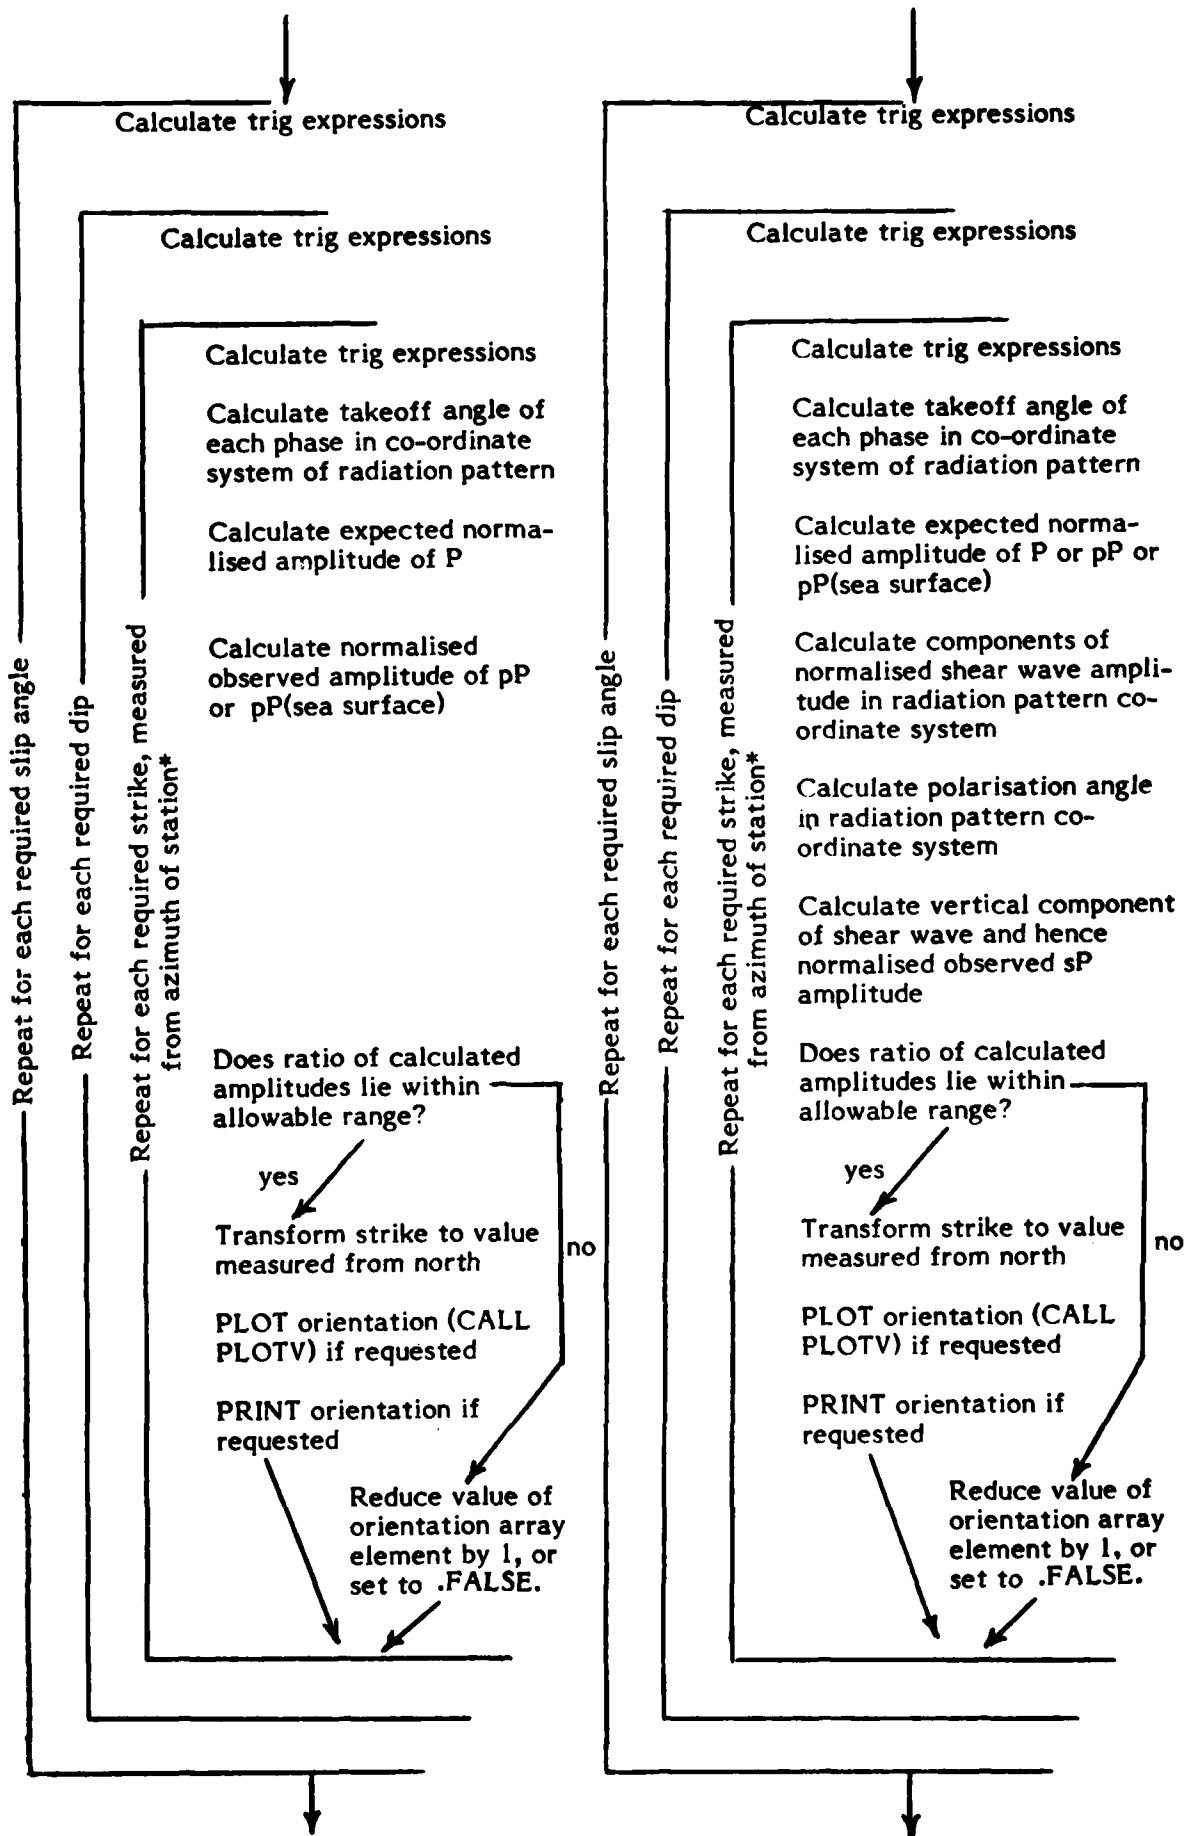 Calculate trig expressions
Calculate trig expressions
Calculate trig expressions
Calculate takeoff angle of
each phase in co-ordinate
system of radiation pattern
Calculate expected norma-
lised amplitude of P
Calculate normalised
observed amplitude of pP
or pP(sea surface)
Repeat for each required slip angle
Repeat for each required dip
Repeat for each required strike, measured
from azimuth of station*
Does ratio of calculated
amplitudes lie within
allowable range?
yes
no
Transform strike to value
measured from north
PLOT orientation (CALL
PLOTV) if requested
PRINT orientation if
requested
Reduce value of
orientation array
element by 1, or
set to .FALSE.
Calculate trig expressions
Calculate trig expressions
Calculate trig expressions
Calculate takeoff angle of
each phase in co-ordinate
system of radiation pattern
Calculate expected norma-
lised amplitude of P or pP or
pP(sea surface)
Calculate components of
normalised shear wave ampli-
tude in radiation pattern co-
ordinate system
Calculate polarisation angle
in radiation pattern co-
ordinate system
Calculate vertical component
of shear wave and hence
normalised observed sP
amplitude
Repeat for each required slip angle
Repeat for each required dip
Repeat for each required strike, measured
from azimuth of station*
Does ratio of calculated
amplitudes lie within
allowable range?
yes
no
Transform strike to value
measured from north
PLOT orientation (CALL
PLOTV) if requested
PRINT orientation if
requested
Reduce value of
orientation array
element by 1, or
set to .FALSE.